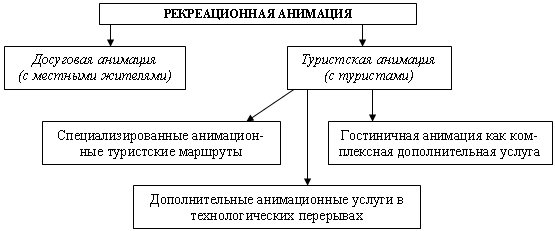 РЕКРЕАЦИОННАЯ АНИМАЦИЯ
Досуговая анимация
(с местными жителями)
Туристская анимация
(с туристами)
Специализированные анимацион-
ные туристские маршруты
Гостиничная анимация как ком-
плексная дополнительная услуга
Дополнительные анимационные услуги в
технологических перерывах